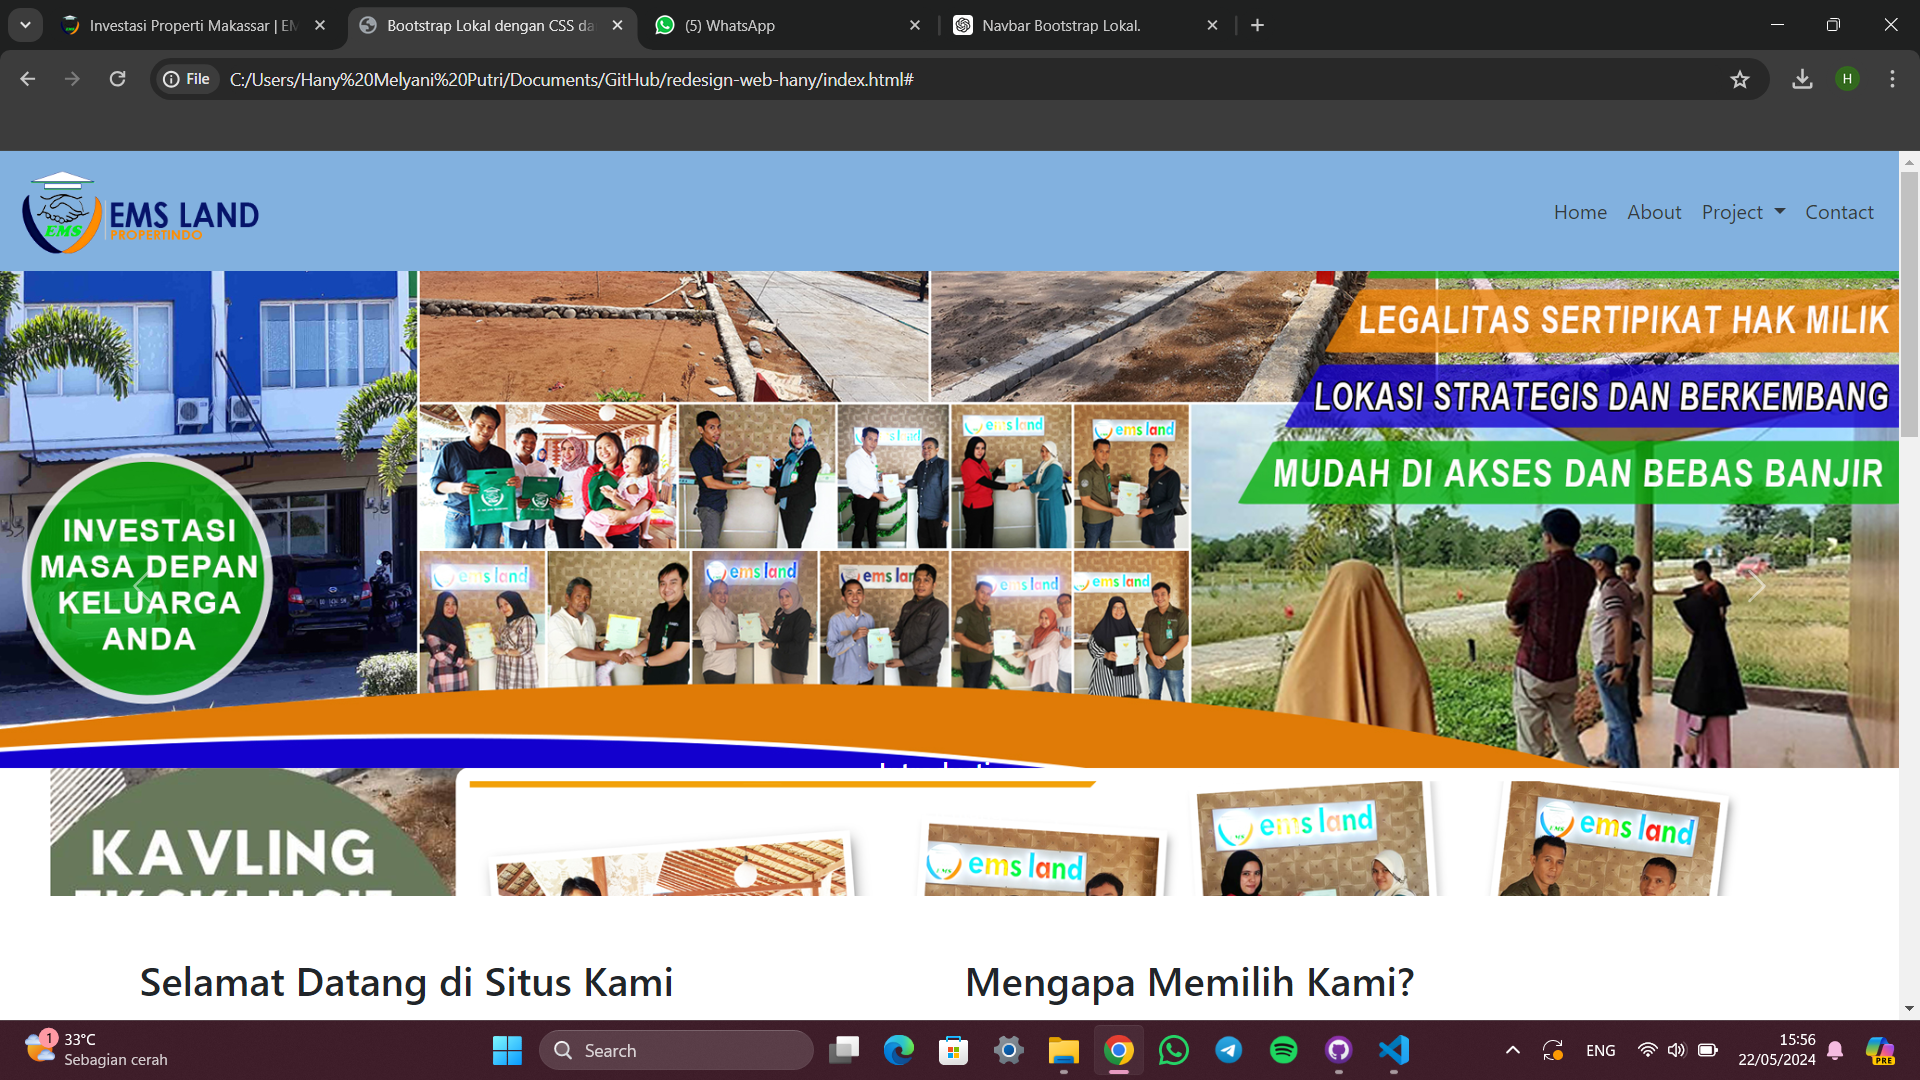 Investasi Properti Makassar | EM
Bootstrap Lokal dengan CSS da
(5) WhatsApp
Navbar Bootstrap Lokal.
File
C:/Users/Hany%20Melyani%20Putri/Documents/GitHub/redesign-web-hany/index.html#
H
EMS
EMS LAND
PROPERTINDO
Home
About
Project
Contact
LEGALITAS SERTIPIKAT HAK MILIK
LOKASI STRATEGIS DAN BERKEMBANG
MUDAH DI AKSES DAN BEBAS BANJIR
INVESTASI
MASA DEPAN
KELUARGA
ANDA
ems land
ems land
ems land
ems land
ems land
ems land
ems land
KAVLING
ems land
ems land
ems land
Selamat Datang di Situs Kami
Mengapa Memilih Kami?
1
33°C
Sebagian cerah
Search
ENG
15:56
22/05/2024
PRE